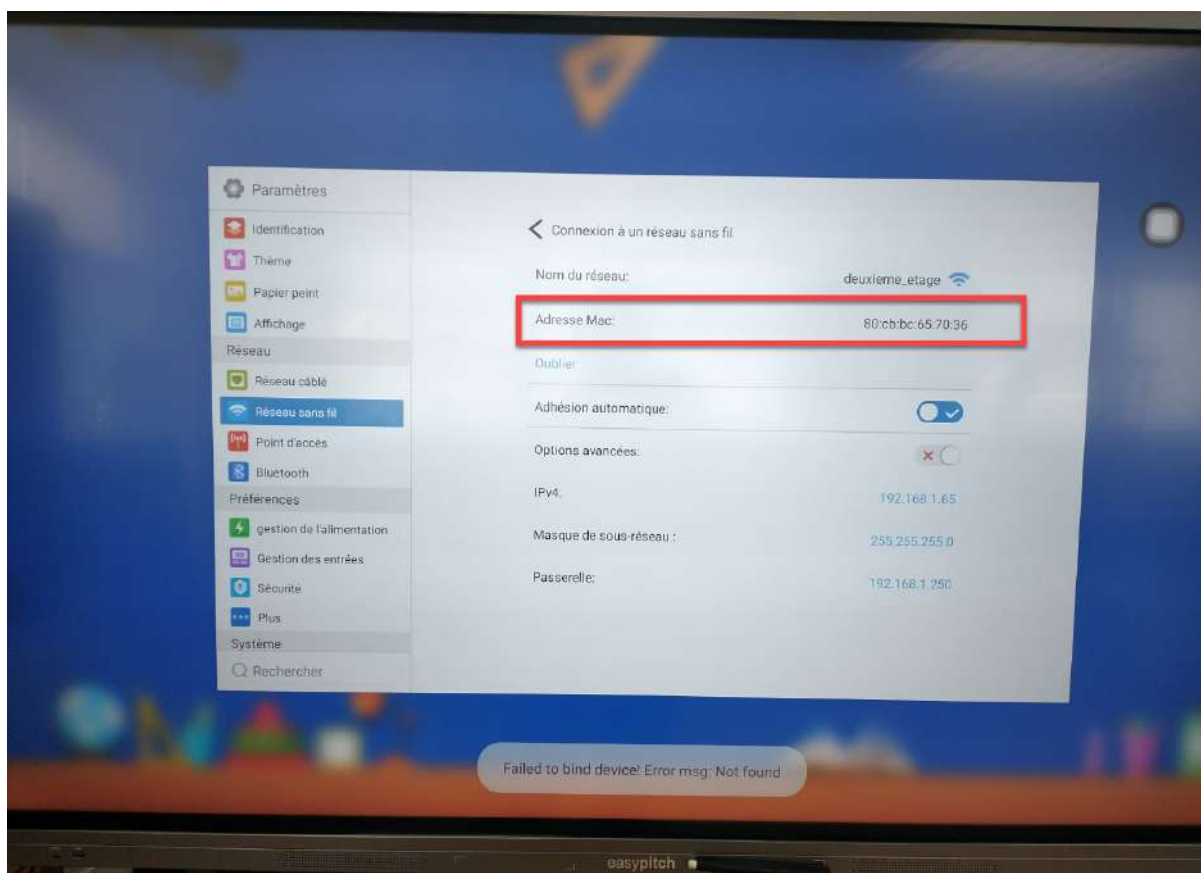 Paramètres
Identification
Thème
Papier peint
Affichage
Réseau
Réseau câblé
Réseau sans fil
Point d'accès
Bluetooth
Préférences
gestion de l'alimentation
Gestion des entrées
Sécurité
Plus
Système
Rechercher
Connexion à un réseau sans fil
Nom du réseau: deuxieme_etage
Adresse Mac: 80:cb:bc:65:70:36
Oublier
Adhésion automatique:
Options avancées:
IPv4: 192.168.1.65
Masque de sous-réseau : 255.255.255.0
Passerelle: 192.168.1.250
Failed to bind device! Error msg: Not found
easypitch